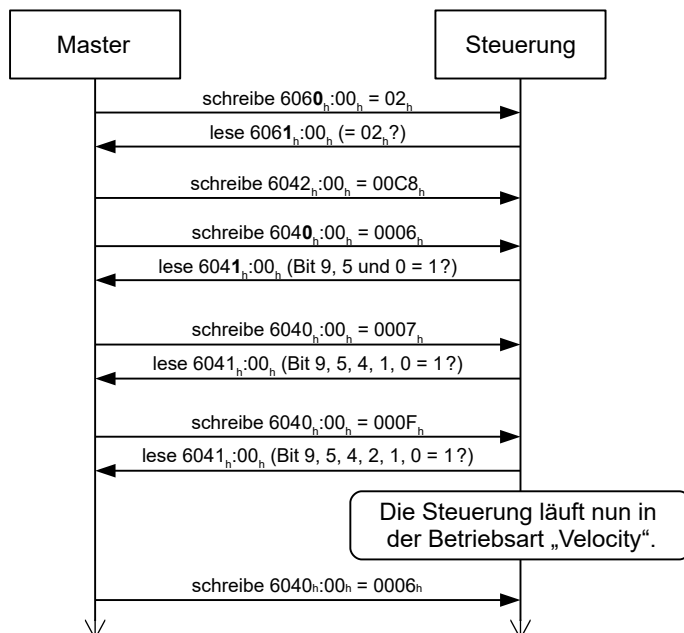 Master
Steuerung
schreibe 6060ₕ:00ₕ = 02ₕ
lese 6061ₕ:00ₕ (= 02ₕ?)
schreibe 6042ₕ:00ₕ = 00C8ₕ
schreibe 6040ₕ:00ₕ = 0006ₕ
lese 6041ₕ:00ₕ (Bit 9, 5 und 0 = 1?)
schreibe 6040ₕ:00ₕ = 0007ₕ
lese 6041ₕ:00ₕ (Bit 9, 5, 4, 1, 0 = 1?)
schreibe 6040ₕ:00ₕ = 000Fₕ
lese 6041ₕ:00ₕ (Bit 9, 5, 4, 2, 1, 0 = 1?)
Die Steuerung läuft nun in
der Betriebsart „Velocity“.
schreibe 6040ₕ:00ₕ = 0006ₕ